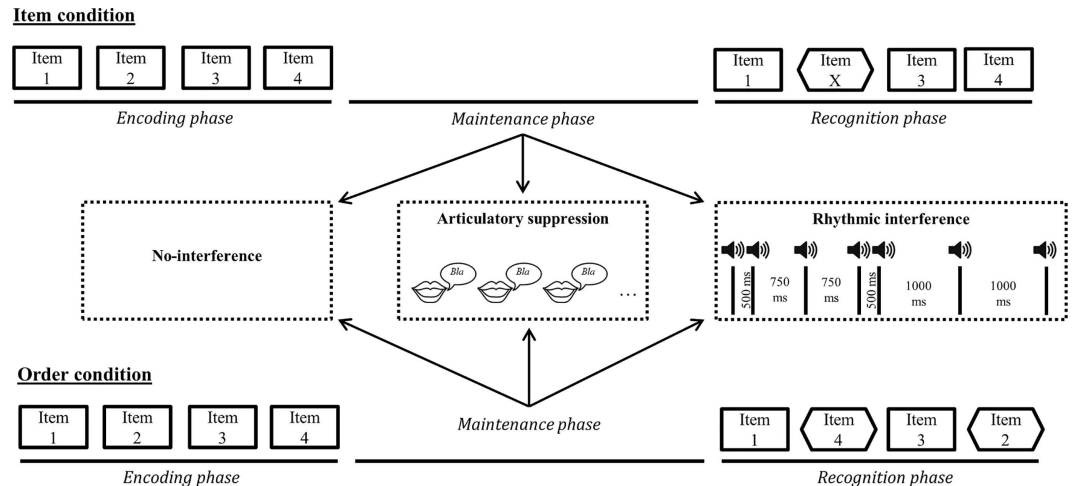 Item condition
Item 1
Item 2
Item 3
Item 4
Item 1
Item X
Item 3
Item 4
Encoding phase
Maintenance phase
Recognition phase
No-interference
Articulatory suppression
Bla
Bla
Bla
...
Rhythmic interference
500 ms
750 ms
750 ms
500 ms
1000 ms
1000 ms
Order condition
Item 1
Item 2
Item 3
Item 4
Maintenance phase
Item 1
Item 4
Item 3
Item 2
Encoding phase
Recognition phase